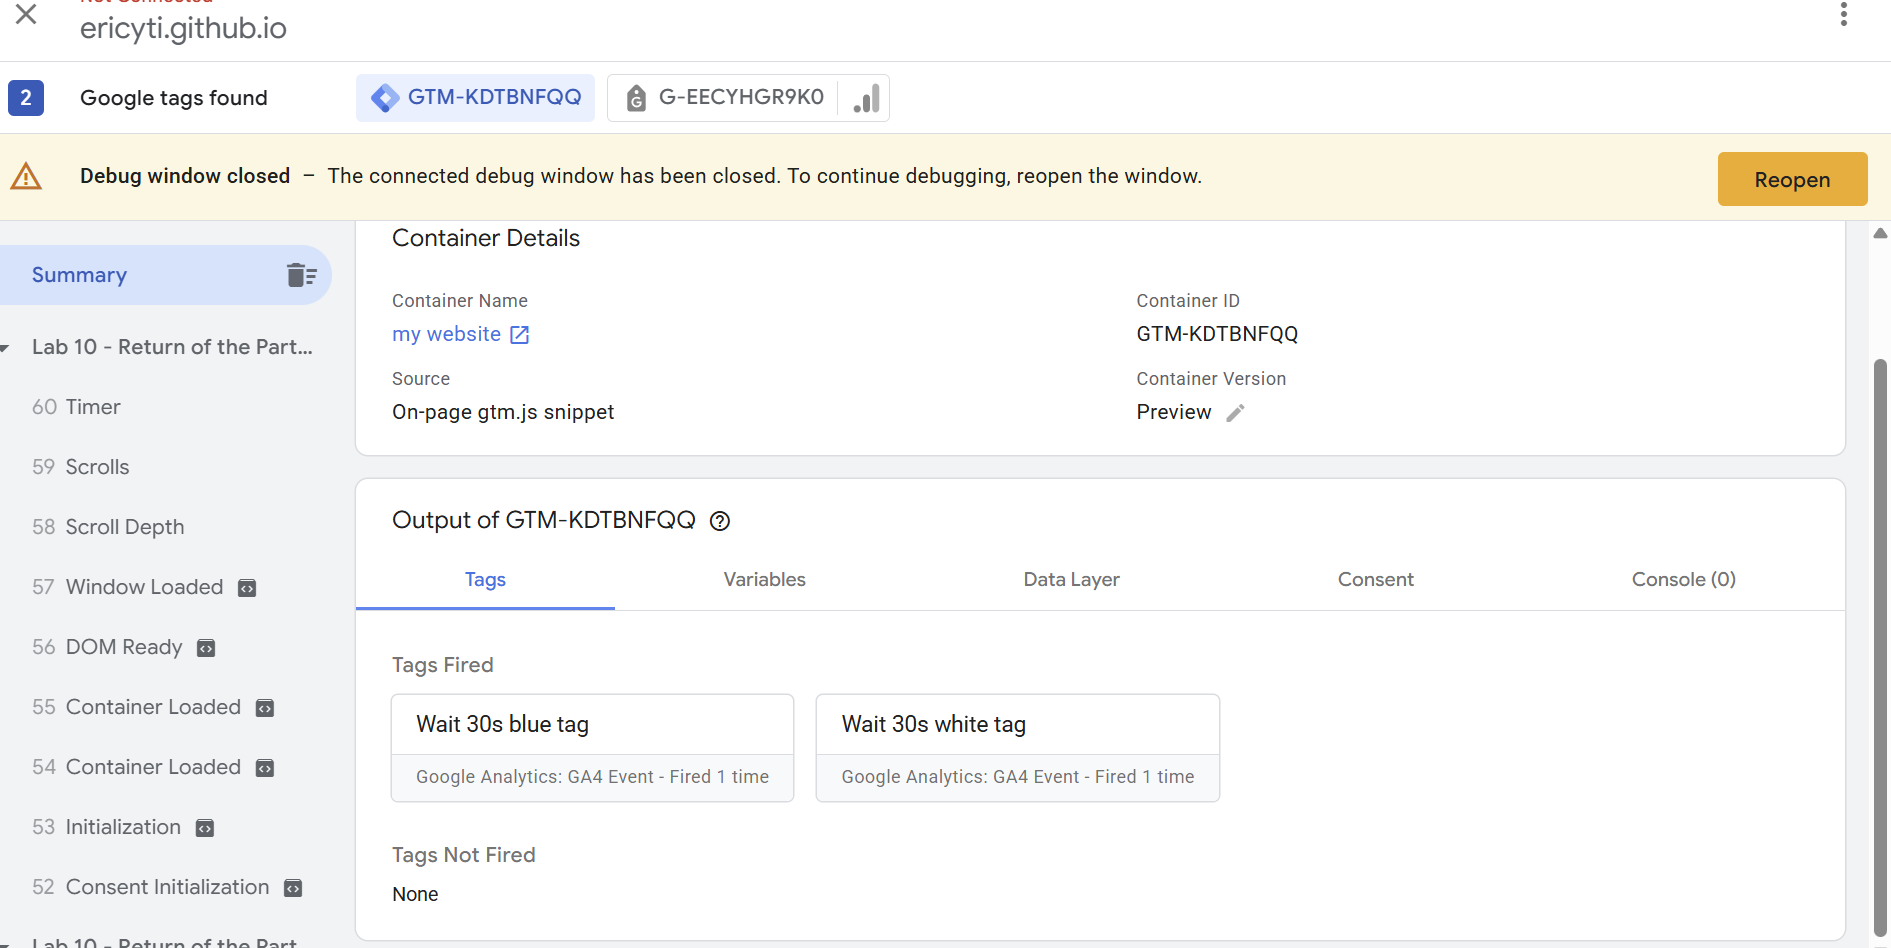 Not Connected
ericyti.github.io
2 Google tags found GTM-KDTBNFQQ G-EECYHGR9K0
Debug window closed – The connected debug window has been closed. To continue debugging, reopen the window. Reopen
Summary
Lab 10 - Return of the Part...
60 Timer
59 Scrolls
58 Scroll Depth
57 Window Loaded
56 DOM Ready
55 Container Loaded
54 Container Loaded
53 Initialization
52 Consent Initialization
Lab 10 - Return of the Part...
Container Details
Container Name
my website
Container ID
GTM-KDTBNFQQ
Source
On-page gtm.js snippet
Container Version
Preview
Output of GTM-KDTBNFQQ
Tags Variables Data Layer Consent Console (0)
Tags Fired
Wait 30s blue tag
Google Analytics: GA4 Event - Fired 1 time
Wait 30s white tag
Google Analytics: GA4 Event - Fired 1 time
Tags Not Fired
None